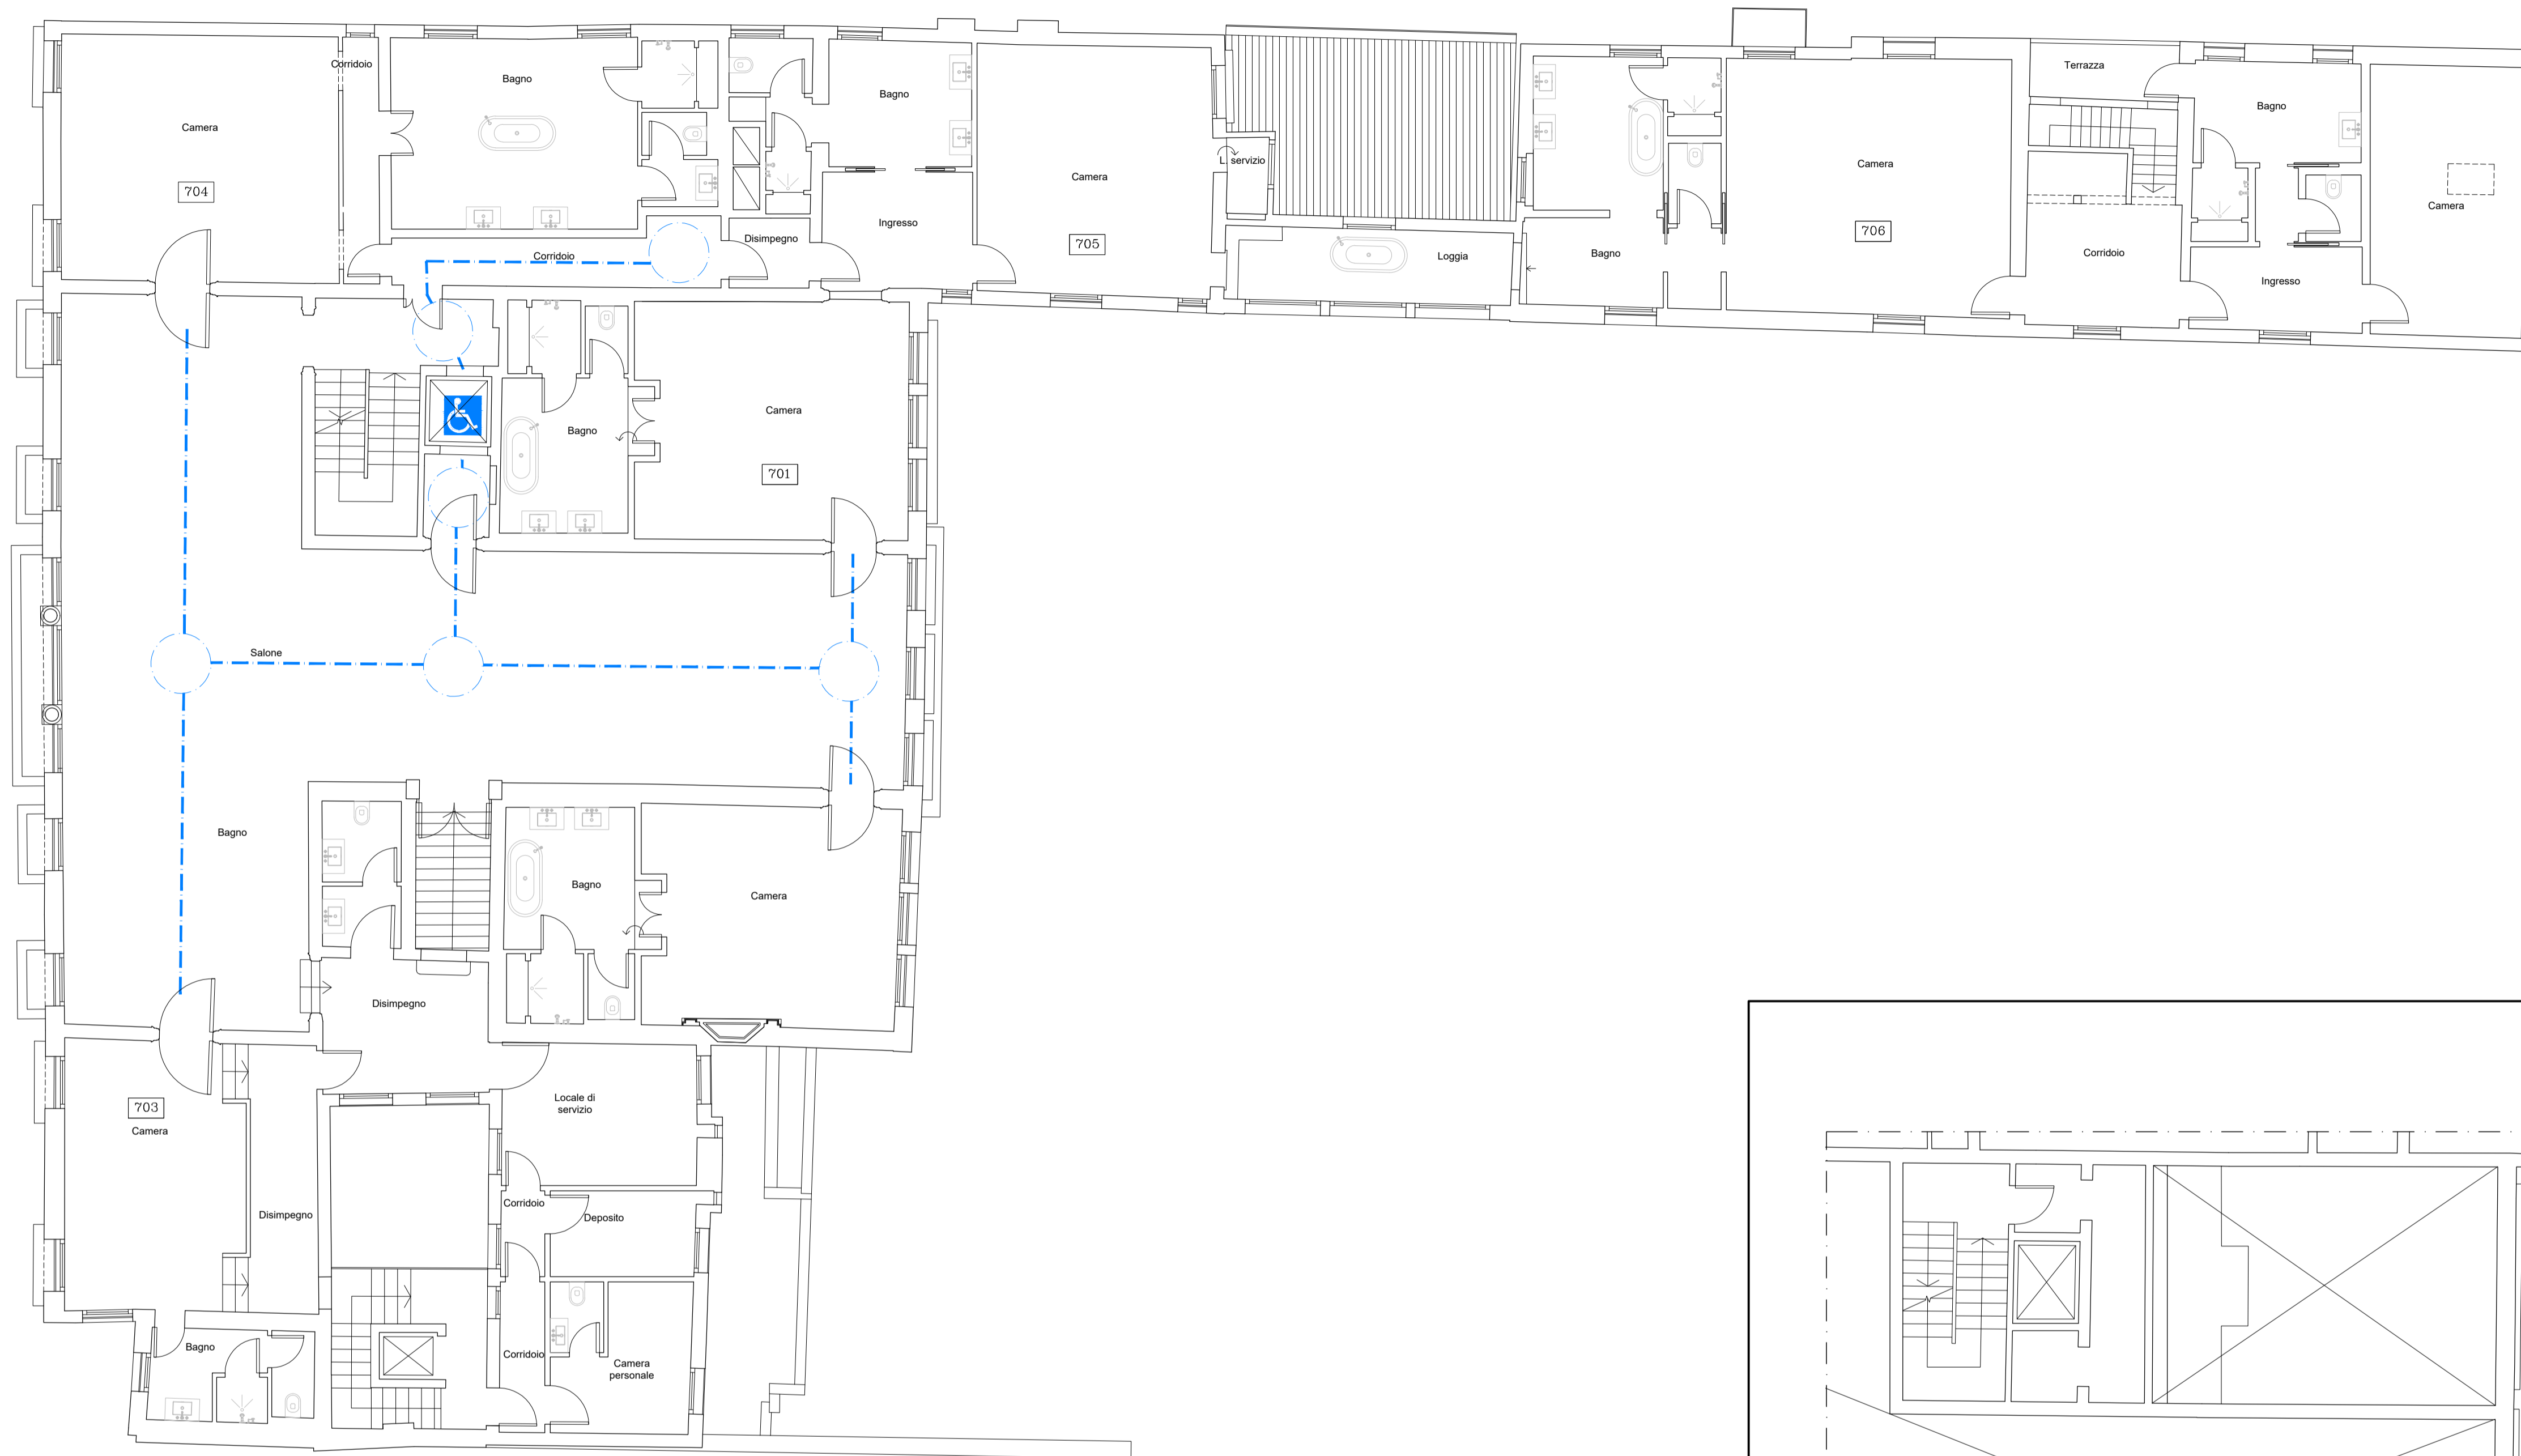 Corridoio
Terrazza
Bagno
Bagno
Bagno
Camera
L. servizio
Camera
Camera
704
Camera
Ingresso
706
Disimpegno
705
Corridoio
Loggia
Bagno
Corridoio
Ingresso
Camera
Bagno
701
Salone
Bagno
Bagno
Camera
Disimpegno
Locale di
servizio
703
Camera
Corridoio
Deposito
Disimpegno
Bagno
Corridoio
Camera
personale